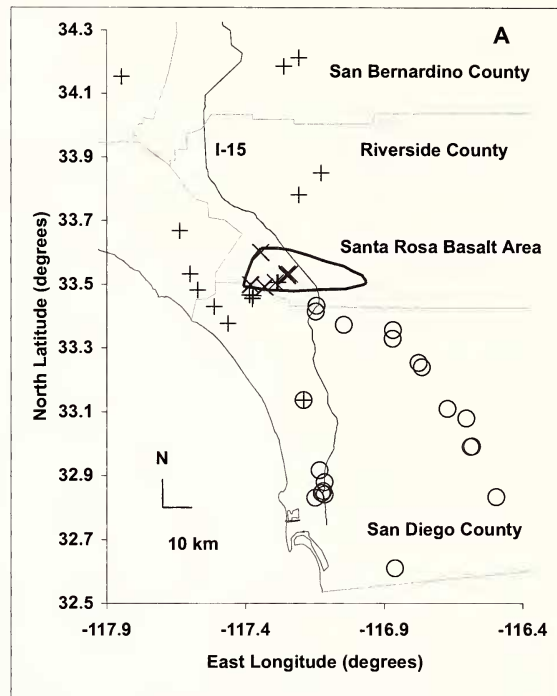 A
34.3
34.1
33.9
33.7
33.5
33.3
33.1
32.9
32.7
32.5
North Latitude (degrees)
San Bernardino County
I-15
Riverside County
Santa Rosa Basalt Area
N
10 km
San Diego County
-117.9
-117.4
-116.9
-116.4
East Longitude (degrees)